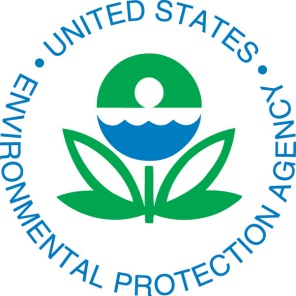 UNITED STATES
• ENVIRONMENTAL PROTECTION AGENCY •